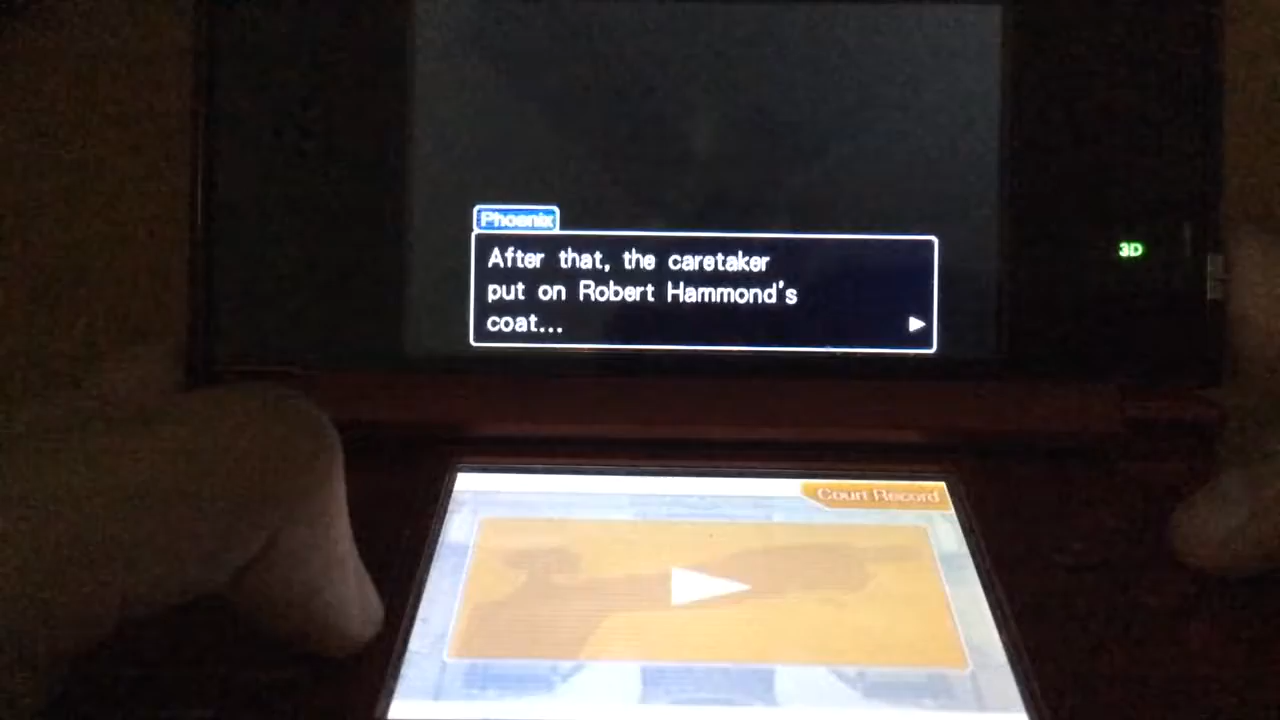 Phoenix
After that, the caretaker
put on Robert Hammond's
coat...
3D
Court Record